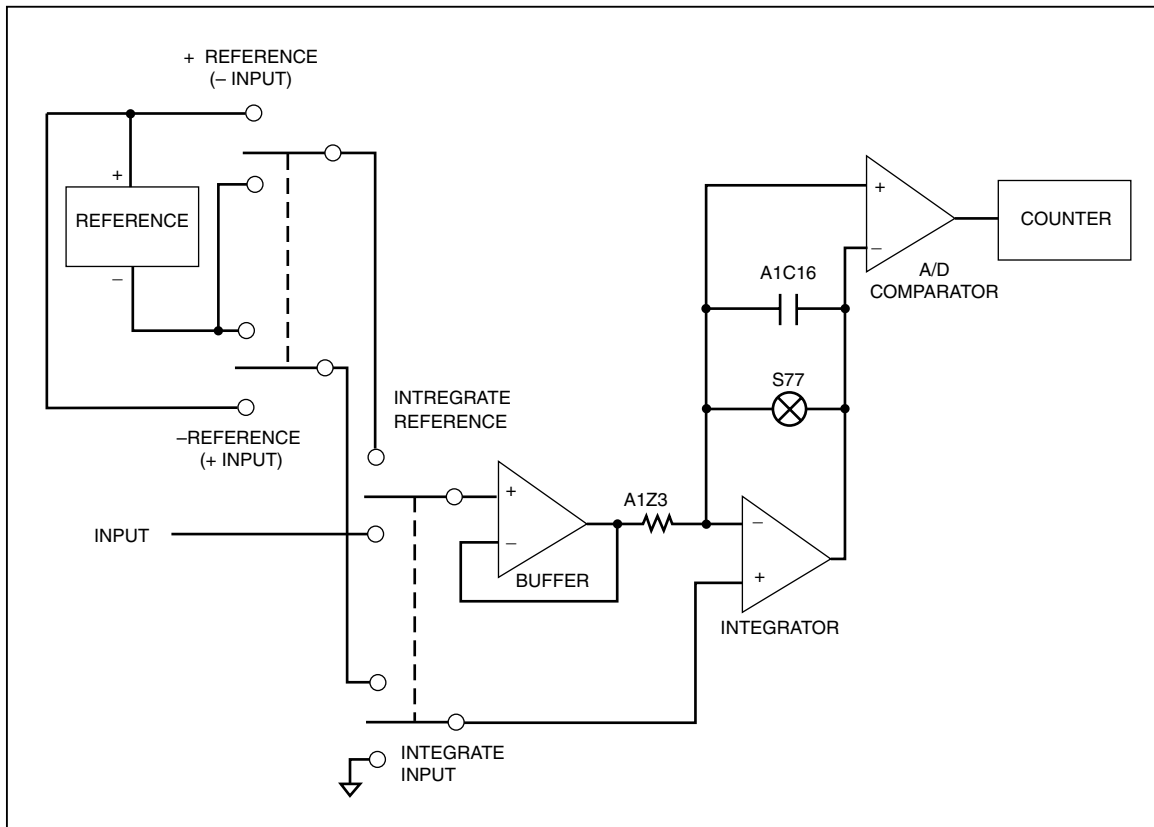 + REFERENCE
(– INPUT)
+
REFERENCE
–
–REFERENCE
(+ INPUT)
INTREGRATE
REFERENCE
INPUT
+
–
BUFFER
A1Z3
–
+
INTEGRATOR
A1C16
S77
+
–
A/D
COMPARATOR
COUNTER
INTEGRATE
INPUT